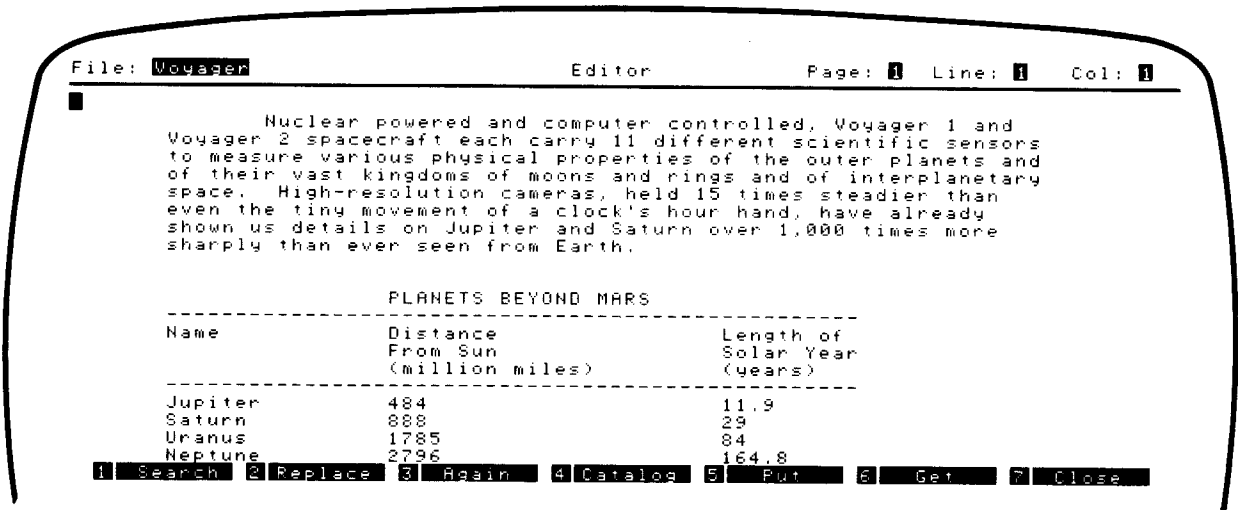 File: Voyager Editor Page: 1 Line: 1 Col: 1
Nuclear powered and computer controlled, Voyager 1 and
Voyager 2 spacecraft each carry 11 different scientific sensors
to measure various physical properties of the outer planets and
of their vast kingdoms of moons and rings and of interplanetary
space. High-resolution cameras, held 15 times steadier than
even the tiny movement of a clock's hour hand, have already
shown us details on Jupiter and Saturn over 1,000 times more
sharply than ever seen from Earth.
PLANETS BEYOND MARS
Name Distance Length of
From Sun Solar Year
(million miles) (years)
Jupiter 484 11.9
Saturn 888 29
Uranus 1785 84
Neptune 2796 164.8
1 Search 2 Replace 3 Again 4 Catalog 5 Put 6 Get 7 Close